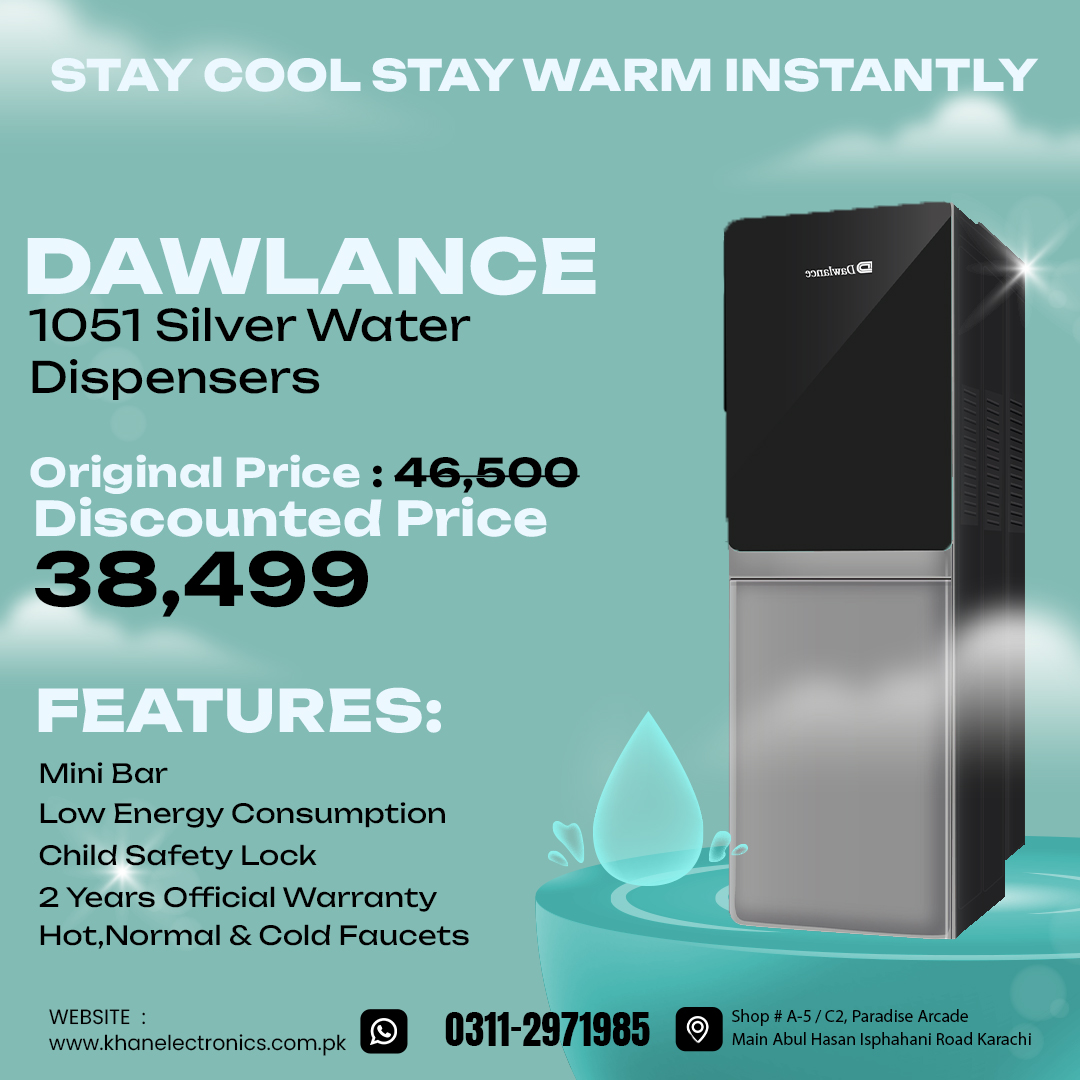 STAY COOL STAY WARM INSTANTLY
Dawlance
DAWLANCE
1051 Silver Water
Dispensers
Original Price : 46,500
Discounted Price
38,499
FEATURES:
Mini Bar
Low Energy Consumption
Child Safety Lock
2 Years Official Warranty
Hot,Normal & Cold Faucets
WEBSITE :
www.khanelectronics.com.pk
0311-2971985
Shop # A-5 / C2, Paradise Arcade
Main Abul Hasan Isphahani Road Karachi